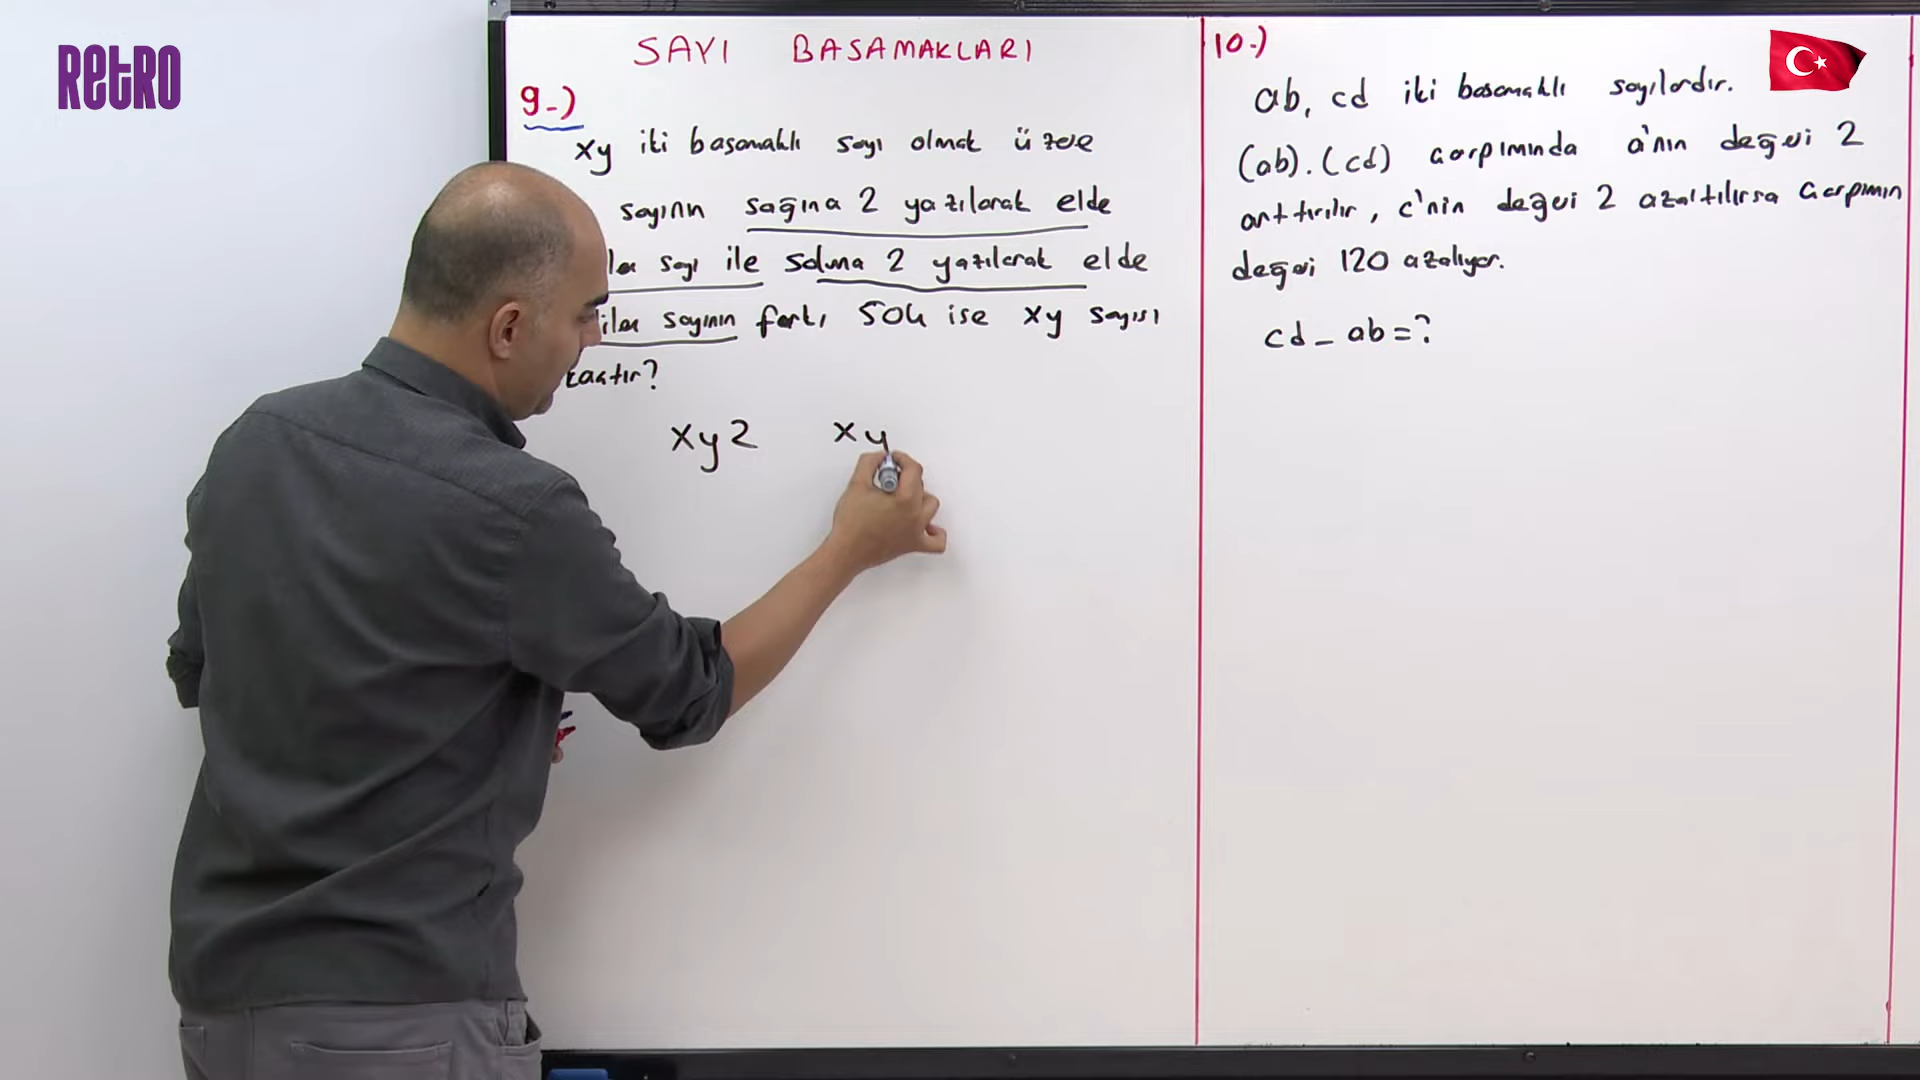 RETRO
SAYI BASAMAKLARI
9-)
xy iki basamaklı sayı olmak üzere
sayının sağına 2 yazılarak elde
sayı ile soluna 2 yazılarak elde
sayının farkı 504 ise xy sayısı
kaçtır?
xy2 xy
10-)
ab, cd iki basamaklı sayılardır.
(ab).(cd) çarpımında a'nın değeri 2
arttırılır, c'nin değeri 2 azaltılırsa çarpımın
değeri 120 azalıyor.
cd - ab = ?